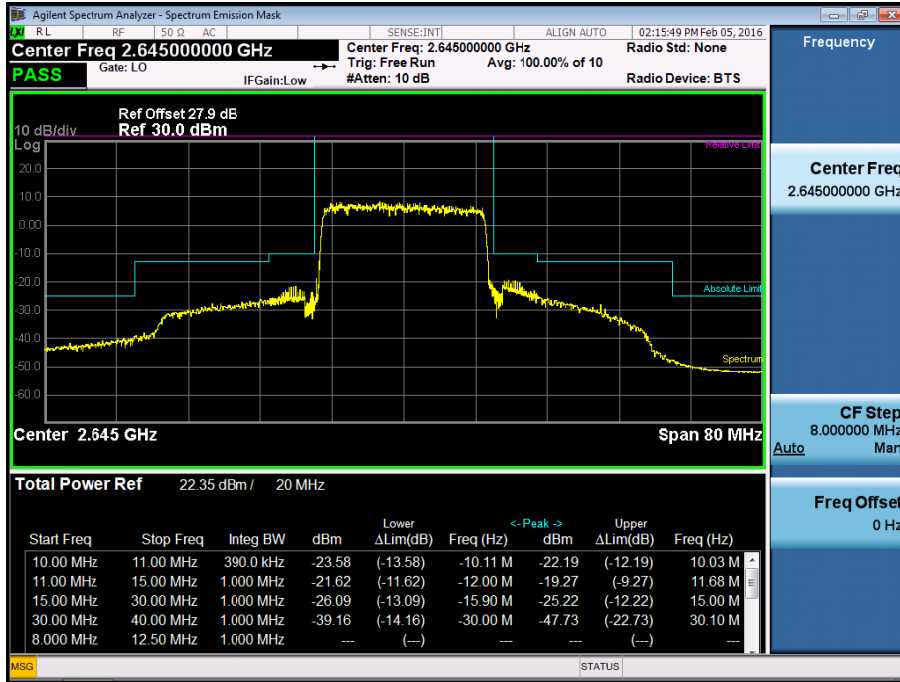 Agilent Spectrum Analyzer - Spectrum Emission Mask
LXI RL RF 50 Ω AC SENSE:INT ALIGN AUTO 02:15:49 PM Feb 05, 2016
Center Freq 2.645000000 GHz
Center Freq: 2.645000000 GHz
Radio Std: None
Gate: LO
Trig: Free Run Avg: 100.00% of 10
PASS
IFGain:Low
#Atten: 10 dB
Radio Device: BTS
Ref Offset 27.9 dB
10 dB/div Ref 30.0 dBm
Log
Relative Limit
20.0
10.0
0.00
-10.0
-20.0
Absolute Limit
-30.0
-40.0
Spectrum
-50.0
-60.0
Center 2.645 GHz Span 80 MHz
Total Power Ref 22.35 dBm / 20 MHz
Lower <-Peak -> Upper
Start Freq Stop Freq Integ BW dBm ΔLim(dB) Freq (Hz) dBm ΔLim(dB) Freq (Hz)
10.00 MHz 11.00 MHz 390.0 kHz -23.58 (-13.58) -10.11 M -22.19 (-12.19) 10.03 M
11.00 MHz 15.00 MHz 1.000 MHz -21.62 (-11.62) -12.00 M -19.27 (-9.27) 11.68 M
15.00 MHz 30.00 MHz 1.000 MHz -26.09 (-13.09) -15.90 M -25.22 (-12.22) 15.00 M
30.00 MHz 40.00 MHz 1.000 MHz -39.16 (-14.16) -30.00 M -47.73 (-22.73) 30.10 M
8.000 MHz 12.50 MHz 1.000 MHz --- (---) --- --- (---) ---
MSG STATUS
Frequency
Center Freq
2.645000000 GHz
CF Step
8.000000 MHz
Auto Man
Freq Offset
0 Hz